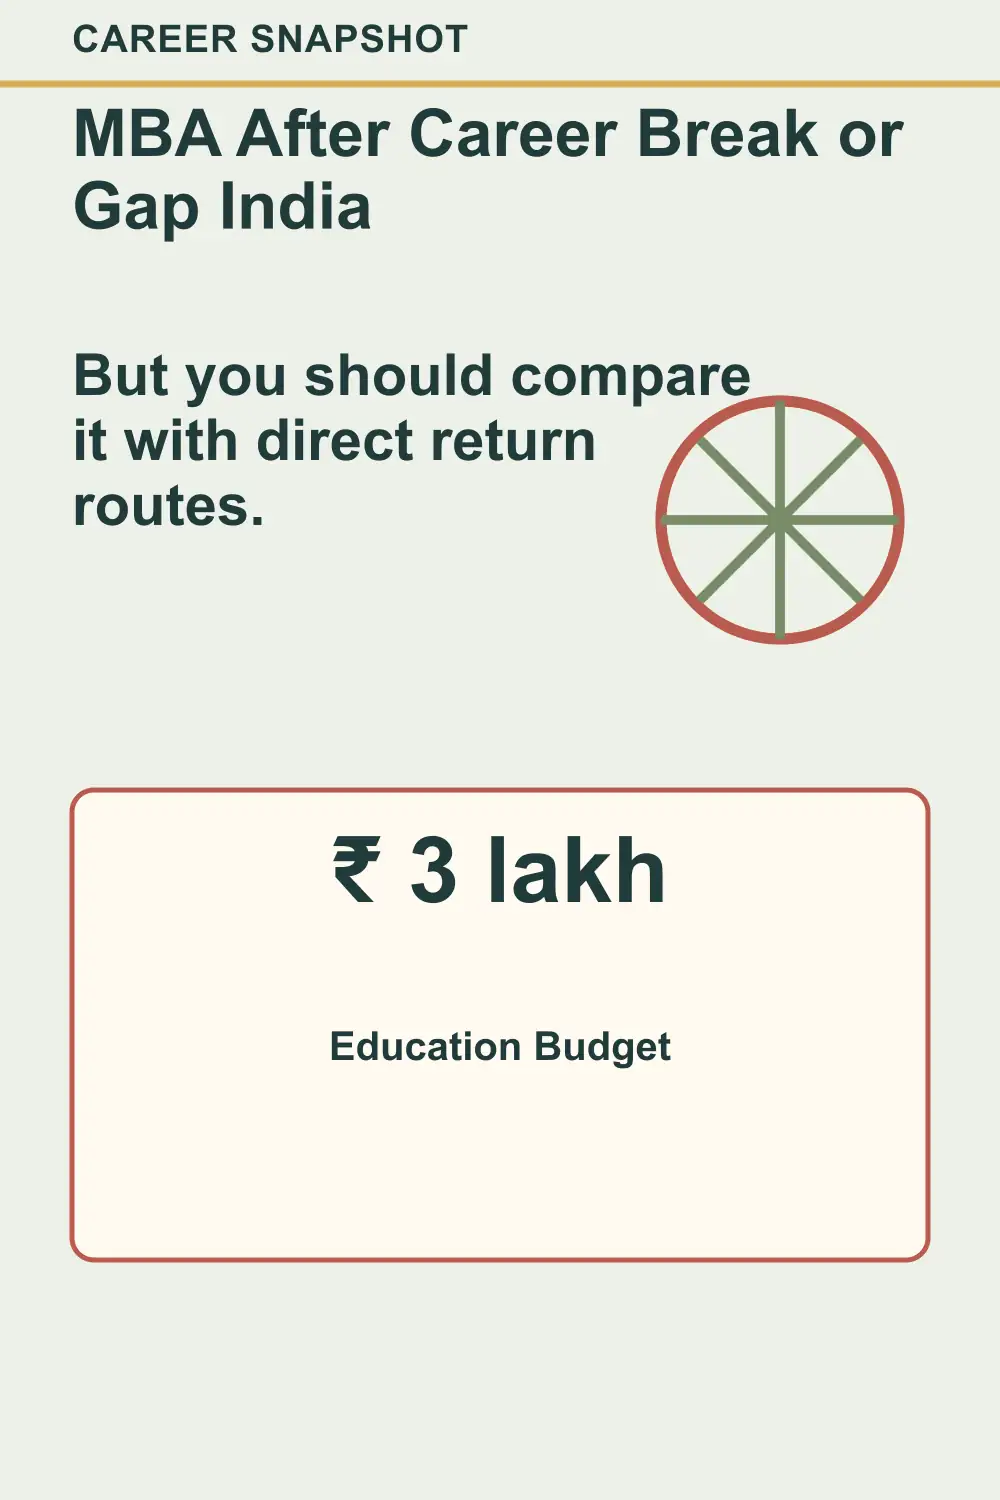 CAREER SNAPSHOT
MBA After Career Break or
Gap India
But you should compare
it with direct return
routes.
₹ 3 lakh
Education Budget